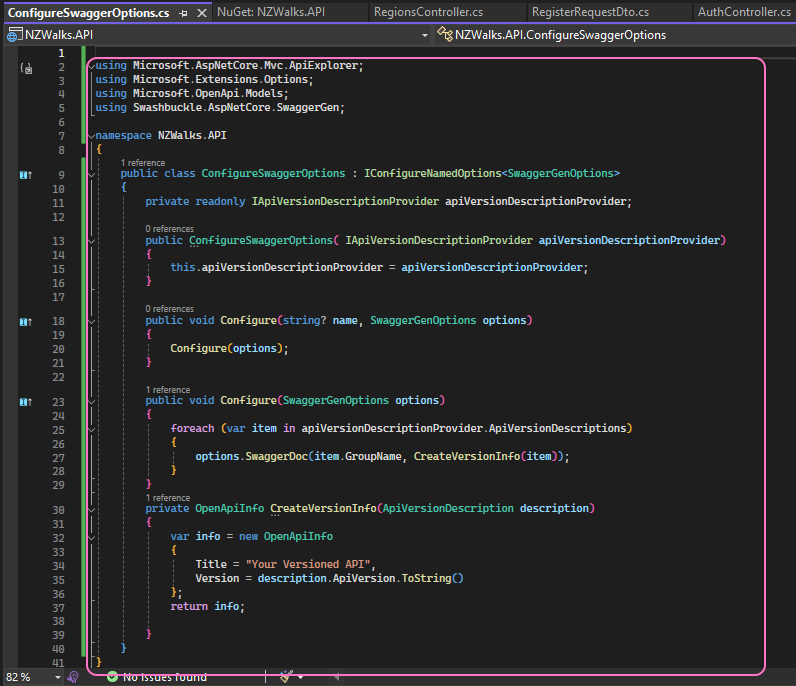 ConfigureSwaggerOptions.cs NuGet: NZWalks.API RegionsController.cs RegisterRequestDto.cs AuthController.cs
NZWalks.API NZWalks.API.ConfigureSwaggerOptions
1
2 using Microsoft.AspNetCore.Mvc.ApiExplorer;
3 using Microsoft.Extensions.Options;
4 using Microsoft.OpenApi.Models;
5 using Swashbuckle.AspNetCore.SwaggerGen;
6
7 namespace NZWalks.API
8 {
1 reference
9 public class ConfigureSwaggerOptions : IConfigureNamedOptions<SwaggerGenOptions>
10 {
11 private readonly IApiVersionDescriptionProvider apiVersionDescriptionProvider;
12
0 references
13 public ConfigureSwaggerOptions( IApiVersionDescriptionProvider apiVersionDescriptionProvider)
14 {
15 this.apiVersionDescriptionProvider = apiVersionDescriptionProvider;
16 }
17
0 references
18 public void Configure(string? name, SwaggerGenOptions options)
19 {
20 Configure(options);
21 }
22
1 reference
23 public void Configure(SwaggerGenOptions options)
24 {
25 foreach (var item in apiVersionDescriptionProvider.ApiVersionDescriptions)
26 {
27 options.SwaggerDoc(item.GroupName, CreateVersionInfo(item));
28 }
29 }
1 reference
30 private OpenApiInfo CreateVersionInfo(ApiVersionDescription description)
31 {
32 var info = new OpenApiInfo
33 {
34 Title = "Your Versioned API",
35 Version = description.ApiVersion.ToString()
36 };
37 return info;
38
39 }
40 }
41 }
82 % No issues found